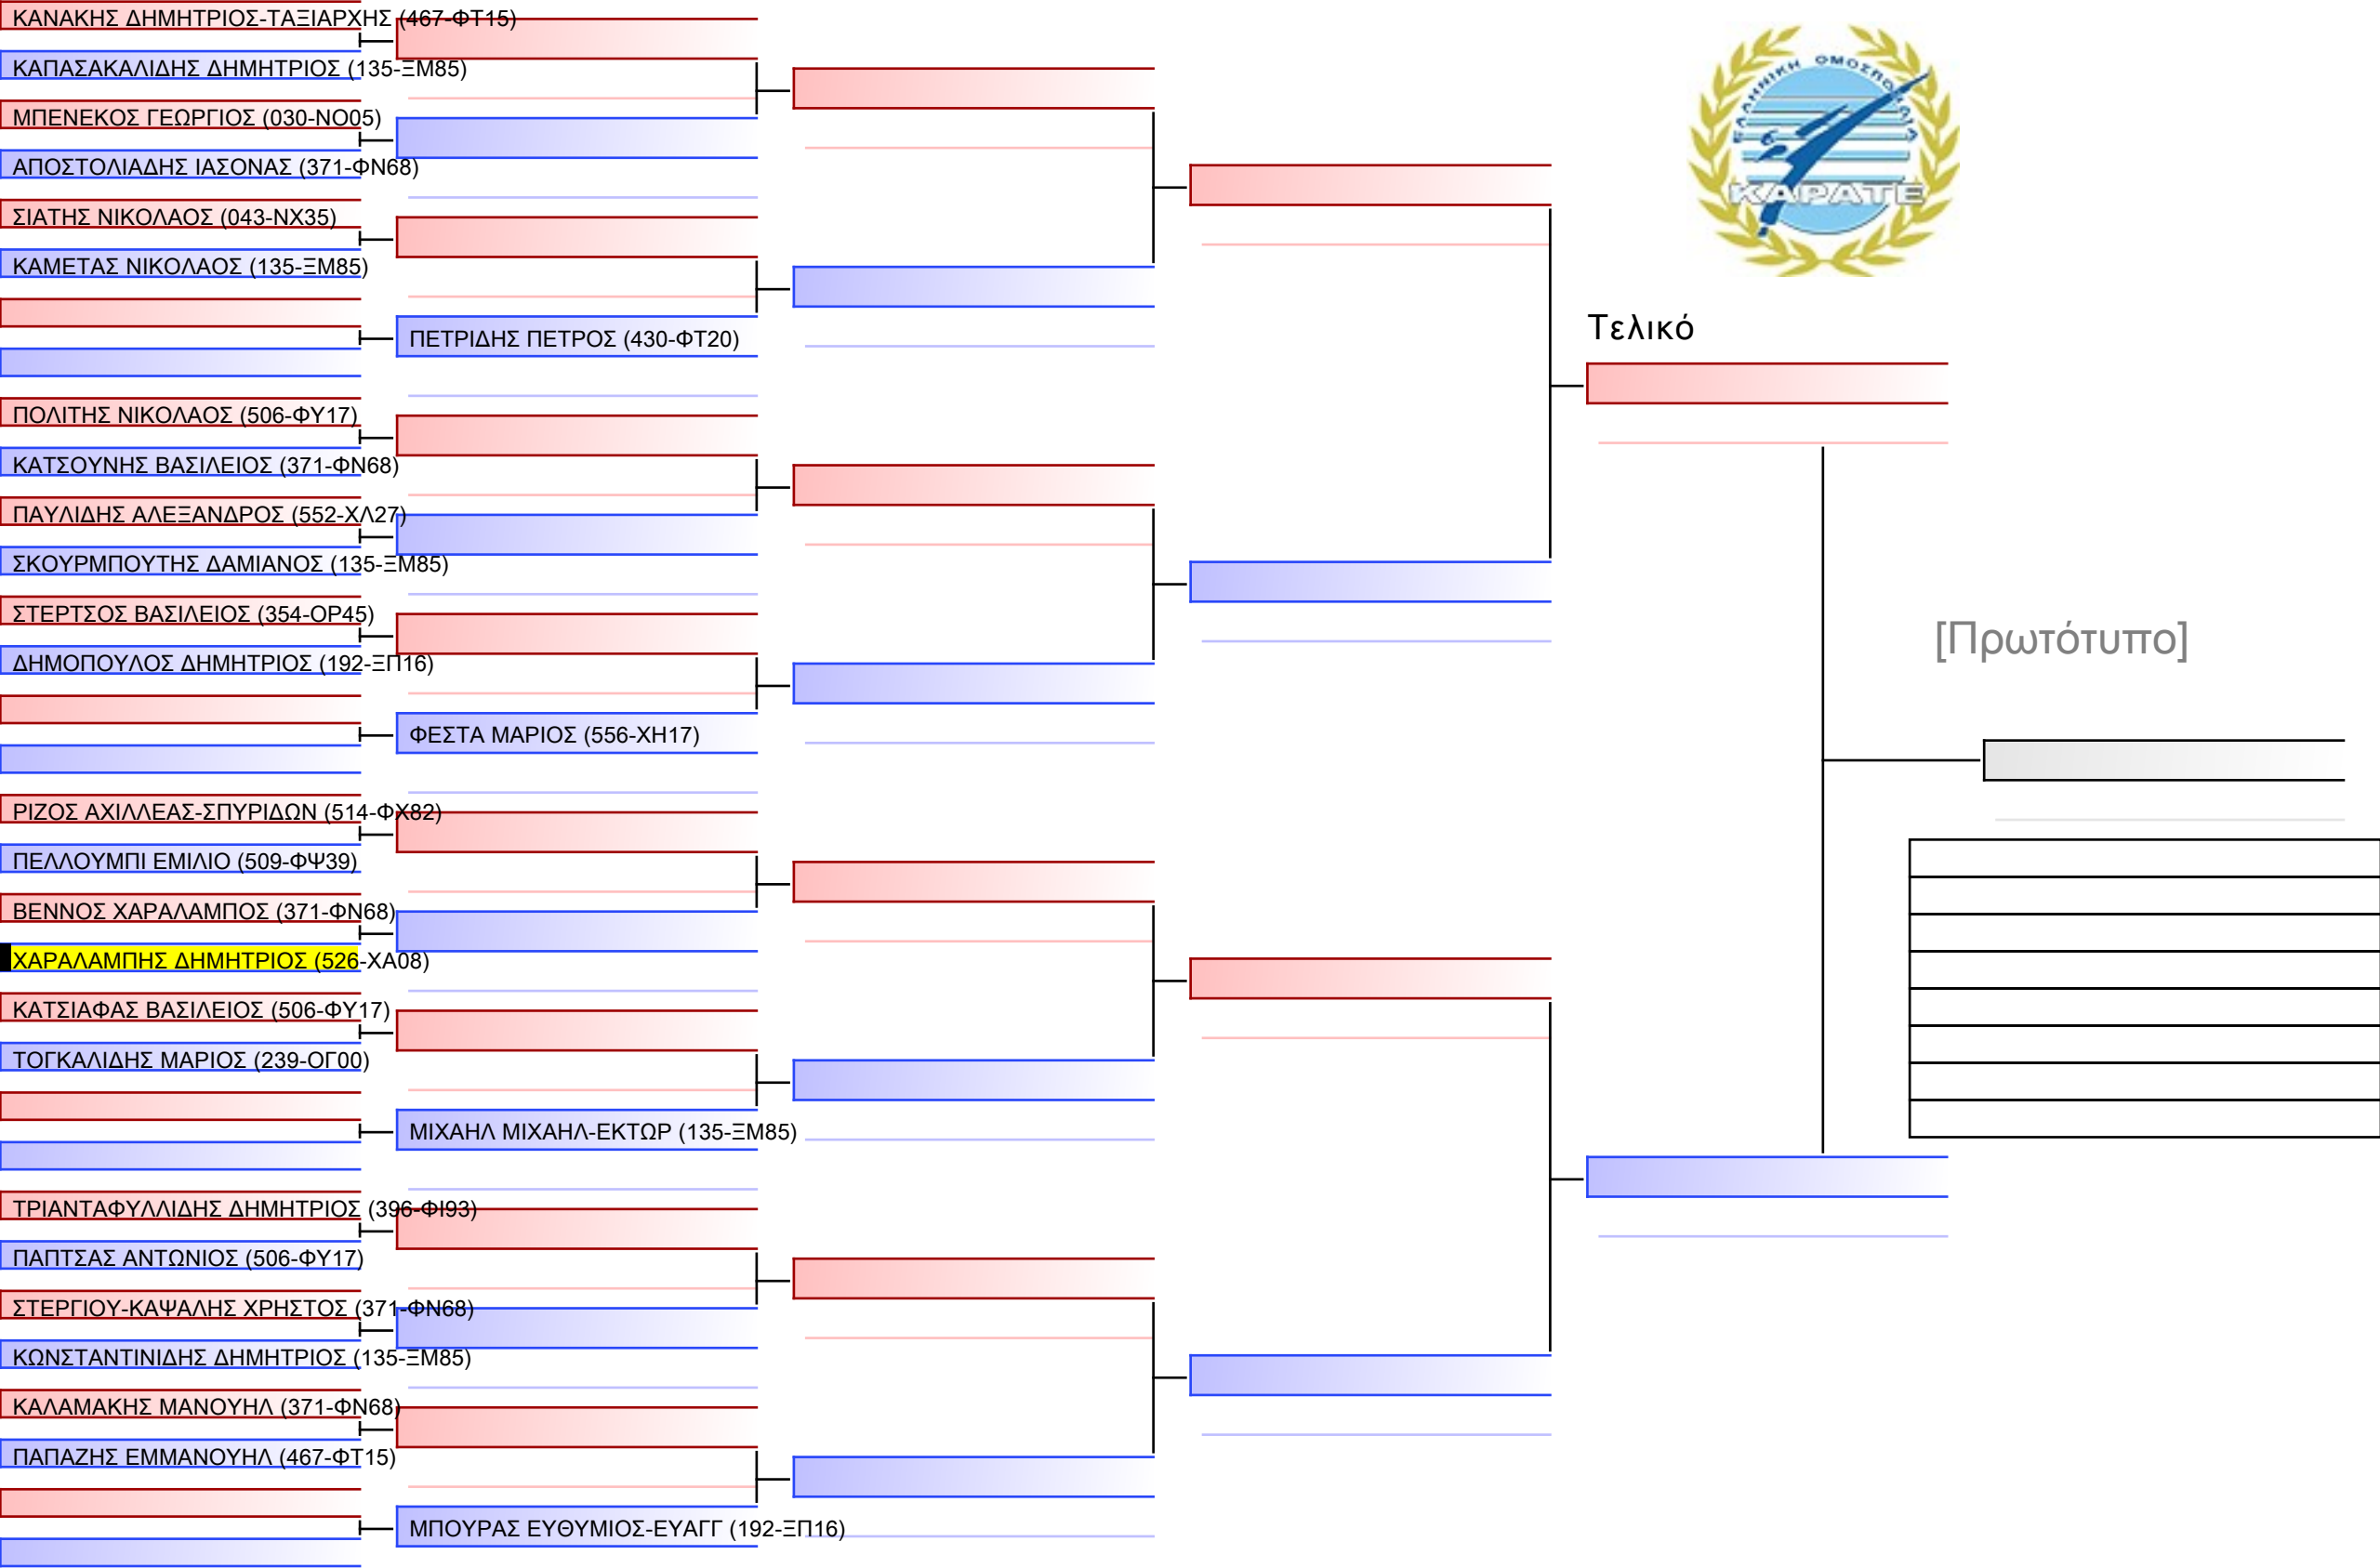 ΚΑΝΑΚΗΣ ΔΗΜΗΤΡΙΟΣ-ΤΑΞΙΑΡΧΗΣ (467-ΦΤ15)
ΚΑΠΑΣΑΚΑΛΙΔΗΣ ΔΗΜΗΤΡΙΟΣ (135-ΞΜ85)
ΜΠΕΝΕΚΟΣ ΓΕΩΡΓΙΟΣ (030-ΝΟ05)
ΑΠΟΣΤΟΛΙΑΔΗΣ ΙΑΣΟΝΑΣ (371-ΦΝ68)
ΣΙΑΤΗΣ ΝΙΚΟΛΑΟΣ (043-ΝΧ35)
ΚΑΜΕΤΑΣ ΝΙΚΟΛΑΟΣ (135-ΞΜ85)
ΠΕΤΡΙΔΗΣ ΠΕΤΡΟΣ (430-ΦΤ20)
ΠΟΛΙΤΗΣ ΝΙΚΟΛΑΟΣ (506-ΦΥ17)
ΚΑΤΣΟΥΝΗΣ ΒΑΣΙΛΕΙΟΣ (371-ΦΝ68)
ΠΑΥΛΙΔΗΣ ΑΛΕΞΑΝΔΡΟΣ (552-ΧΛ27)
ΣΚΟΥΡΜΠΟΥΤΗΣ ΔΑΜΙΑΝΟΣ (135-ΞΜ85)
ΣΤΕΡΤΣΟΣ ΒΑΣΙΛΕΙΟΣ (354-ΟΡ45)
ΔΗΜΟΠΟΥΛΟΣ ΔΗΜΗΤΡΙΟΣ (192-ΞΠ16)
ΦΕΣΤΑ ΜΑΡΙΟΣ (556-ΧΗ17)
ΡΙΖΟΣ ΑΧΙΛΛΕΑΣ-ΣΠΥΡΙΔΩΝ (514-ΦΧ82)
ΠΕΛΛΟΥΜΠΙ ΕΜΙΛΙΟ (509-ΦΨ39)
ΒΕΝΝΟΣ ΧΑΡΑΛΑΜΠΟΣ (371-ΦΝ68)
ΧΑΡΑΛΑΜΠΗΣ ΔΗΜΗΤΡΙΟΣ (526-ΧΑ08)
ΚΑΤΣΙΑΦΑΣ ΒΑΣΙΛΕΙΟΣ (506-ΦΥ17)
ΤΟΓΚΑΛΙΔΗΣ ΜΑΡΙΟΣ (239-ΟΓ00)
ΜΙΧΑΗΛ ΜΙΧΑΗΛ-ΕΚΤΩΡ (135-ΞΜ85)
ΤΡΙΑΝΤΑΦΥΛΛΙΔΗΣ ΔΗΜΗΤΡΙΟΣ (396-ΦΙ93)
ΠΑΠΤΣΑΣ ΑΝΤΩΝΙΟΣ (506-ΦΥ17)
ΣΤΕΡΓΙΟΥ-ΚΑΨΑΛΗΣ ΧΡΗΣΤΟΣ (371-ΦΝ68)
ΚΩΝΣΤΑΝΤΙΝΙΔΗΣ ΔΗΜΗΤΡΙΟΣ (135-ΞΜ85)
ΚΑΛΑΜΑΚΗΣ ΜΑΝΟΥΗΛ (371-ΦΝ68)
ΠΑΠΑΖΗΣ ΕΜΜΑΝΟΥΗΛ (467-ΦΤ15)
ΜΠΟΥΡΑΣ ΕΥΘΥΜΙΟΣ-ΕΥΑΓΓ (192-ΞΠ16)
ΕΛΛΗΝΙΚΗ ΟΜΟΣΠΟΝΔΙΑ
ΚΑΡΑΤΕ
Τελικό
[Πρωτότυπο]